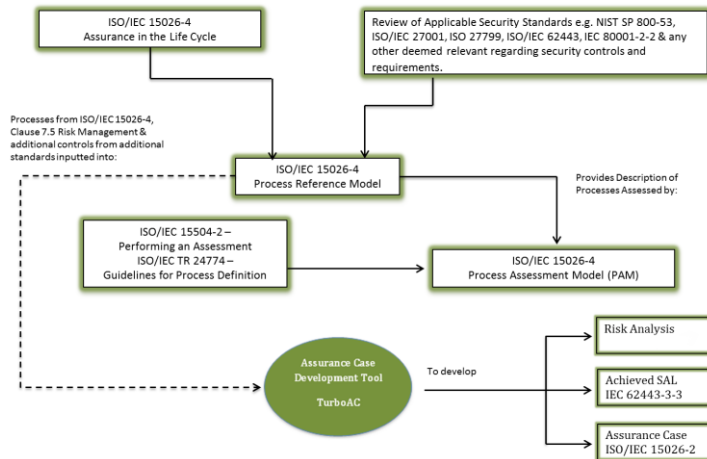 ISO/IEC 15026-4
Assurance in the Life Cycle
Review of Applicable Security Standards e.g. NIST SP 800-53,
ISO/IEC 27001, ISO 27799, ISO/IEC 62443, IEC 80001-2-2 & any
other deemed relevant regarding security controls and
requirements.
Processes from ISO/IEC 15026-4,
Clause 7.5 Risk Management &
additional controls from additional
standards inputted into:
ISO/IEC 15026-4
Process Reference Model
Provides Description of
Processes Assessed by:
ISO/IEC 15504-2 –
Performing an Assessment
ISO/IEC TR 24774 –
Guidelines for Process Definition
ISO/IEC 15026-4
Process Assessment Model (PAM)
Assurance Case
Development Tool
TurboAC
To develop
Risk Analysis
Achieved SAL
IEC 62443-3-3
Assurance Case
ISO/IEC 15026-2